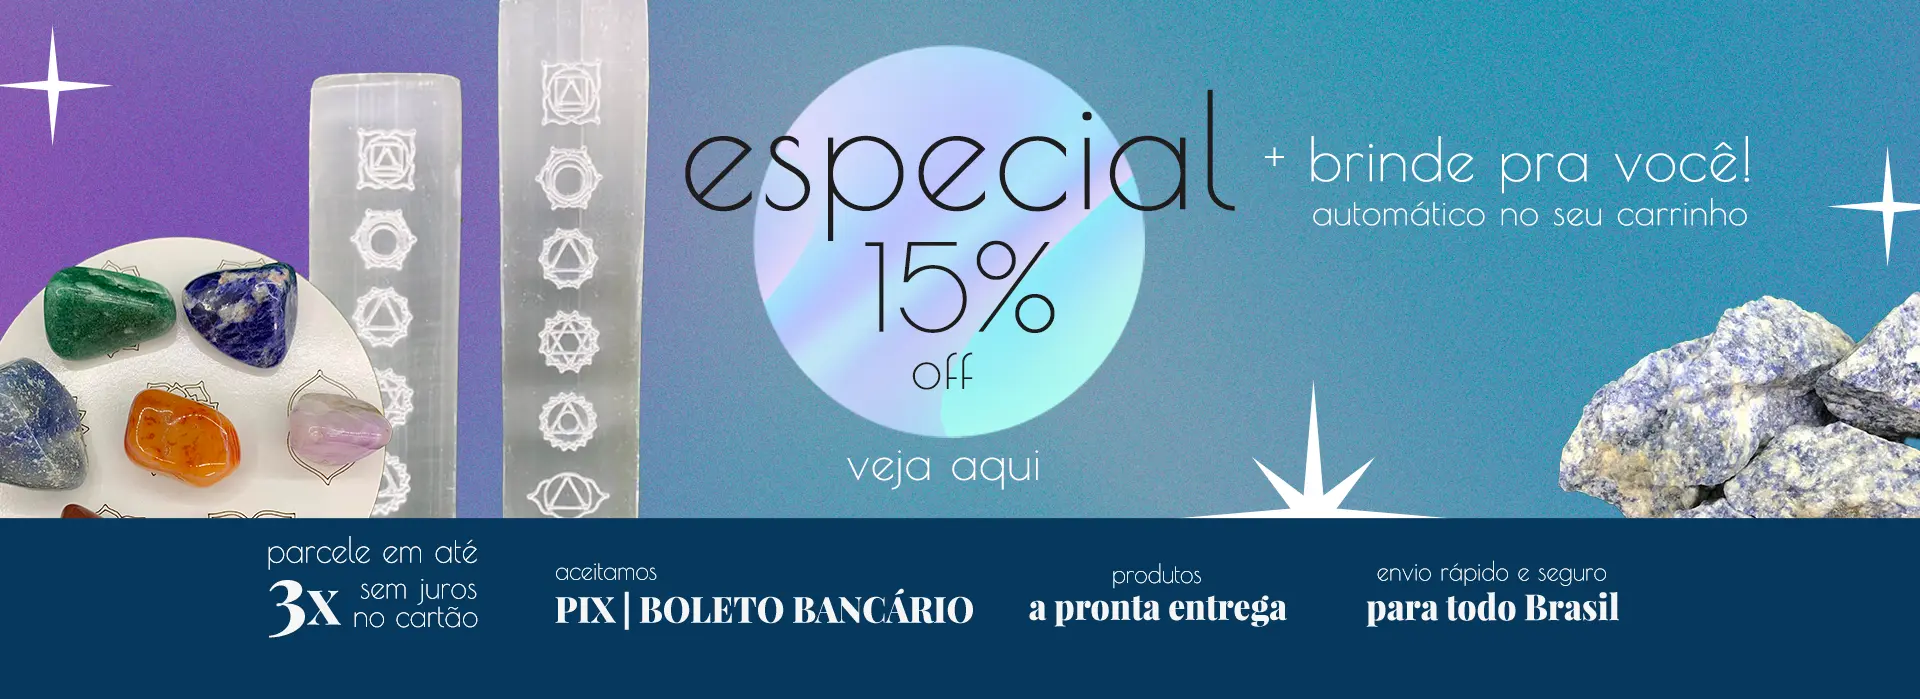 especial
15%
off
veja aqui
+ brinde pra você!
automático no seu carrinho
parcele em até
3x sem juros
no cartão
aceitamos
PIX | BOLETO BANCÁRIO
produtos
a pronta entrega
envio rápido e seguro
para todo Brasil